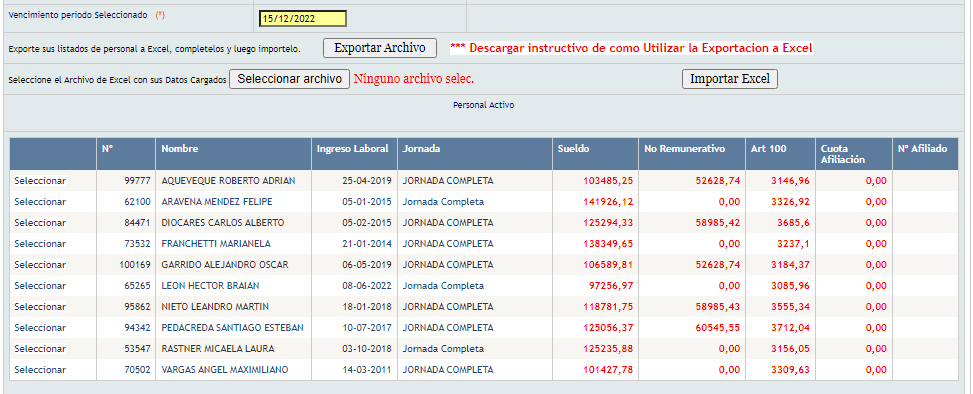 Vencimiento periodo Seleccionado (*) 15/12/2022
Exporte sus listados de personal a Excel, completelos y luego importelo. Exportar Archivo *** Descargar instructivo de como Utilizar la Exportacion a Excel
Seleccione el Archivo de Excel con sus Datos Cargados Seleccionar archivo Ninguno archivo selec. Importar Excel
Personal Activo
Nº Nombre Ingreso Laboral Jornada Sueldo No Remunerativo Art 100 Cuota Afiliación Nº Afiliado
Seleccionar 99777 AQUEVEQUE ROBERTO ADRIAN 25-04-2019 JORNADA COMPLETA 103485,25 52628,74 3146,96 0,00
Seleccionar 62100 ARAVENA MENDEZ FELIPE 05-01-2015 Jornada Completa 141926,12 0,00 3326,92 0,00
Seleccionar 84471 DIOCARES CARLOS ALBERTO 05-02-2015 JORNADA COMPLETA 125294,33 58985,42 3685,6 0,00
Seleccionar 73532 FRANCHETTI MARIANELA 21-01-2014 JORNADA COMPLETA 138349,65 0,00 3237,1 0,00
Seleccionar 100169 GARRIDO ALEJANDRO OSCAR 06-05-2019 JORNADA COMPLETA 106589,81 52628,74 3184,37 0,00
Seleccionar 65265 LEON HECTOR BRAIAN 08-06-2022 Jornada Completa 97256,97 0,00 3085,96 0,00
Seleccionar 95862 NIETO LEANDRO MARTIN 18-01-2018 JORNADA COMPLETA 118781,75 58985,43 3555,34 0,00
Seleccionar 94342 PEDACREDA SANTIAGO ESTEBAN 10-07-2017 JORNADA COMPLETA 125056,37 60545,55 3712,04 0,00
Seleccionar 53547 RASTNER MICAELA LAURA 03-10-2018 Jornada Completa 125235,88 0,00 3156,05 0,00
Seleccionar 70502 VARGAS ANGEL MAXIMILIANO 14-03-2011 JORNADA COMPLETA 101427,78 0,00 3309,63 0,00